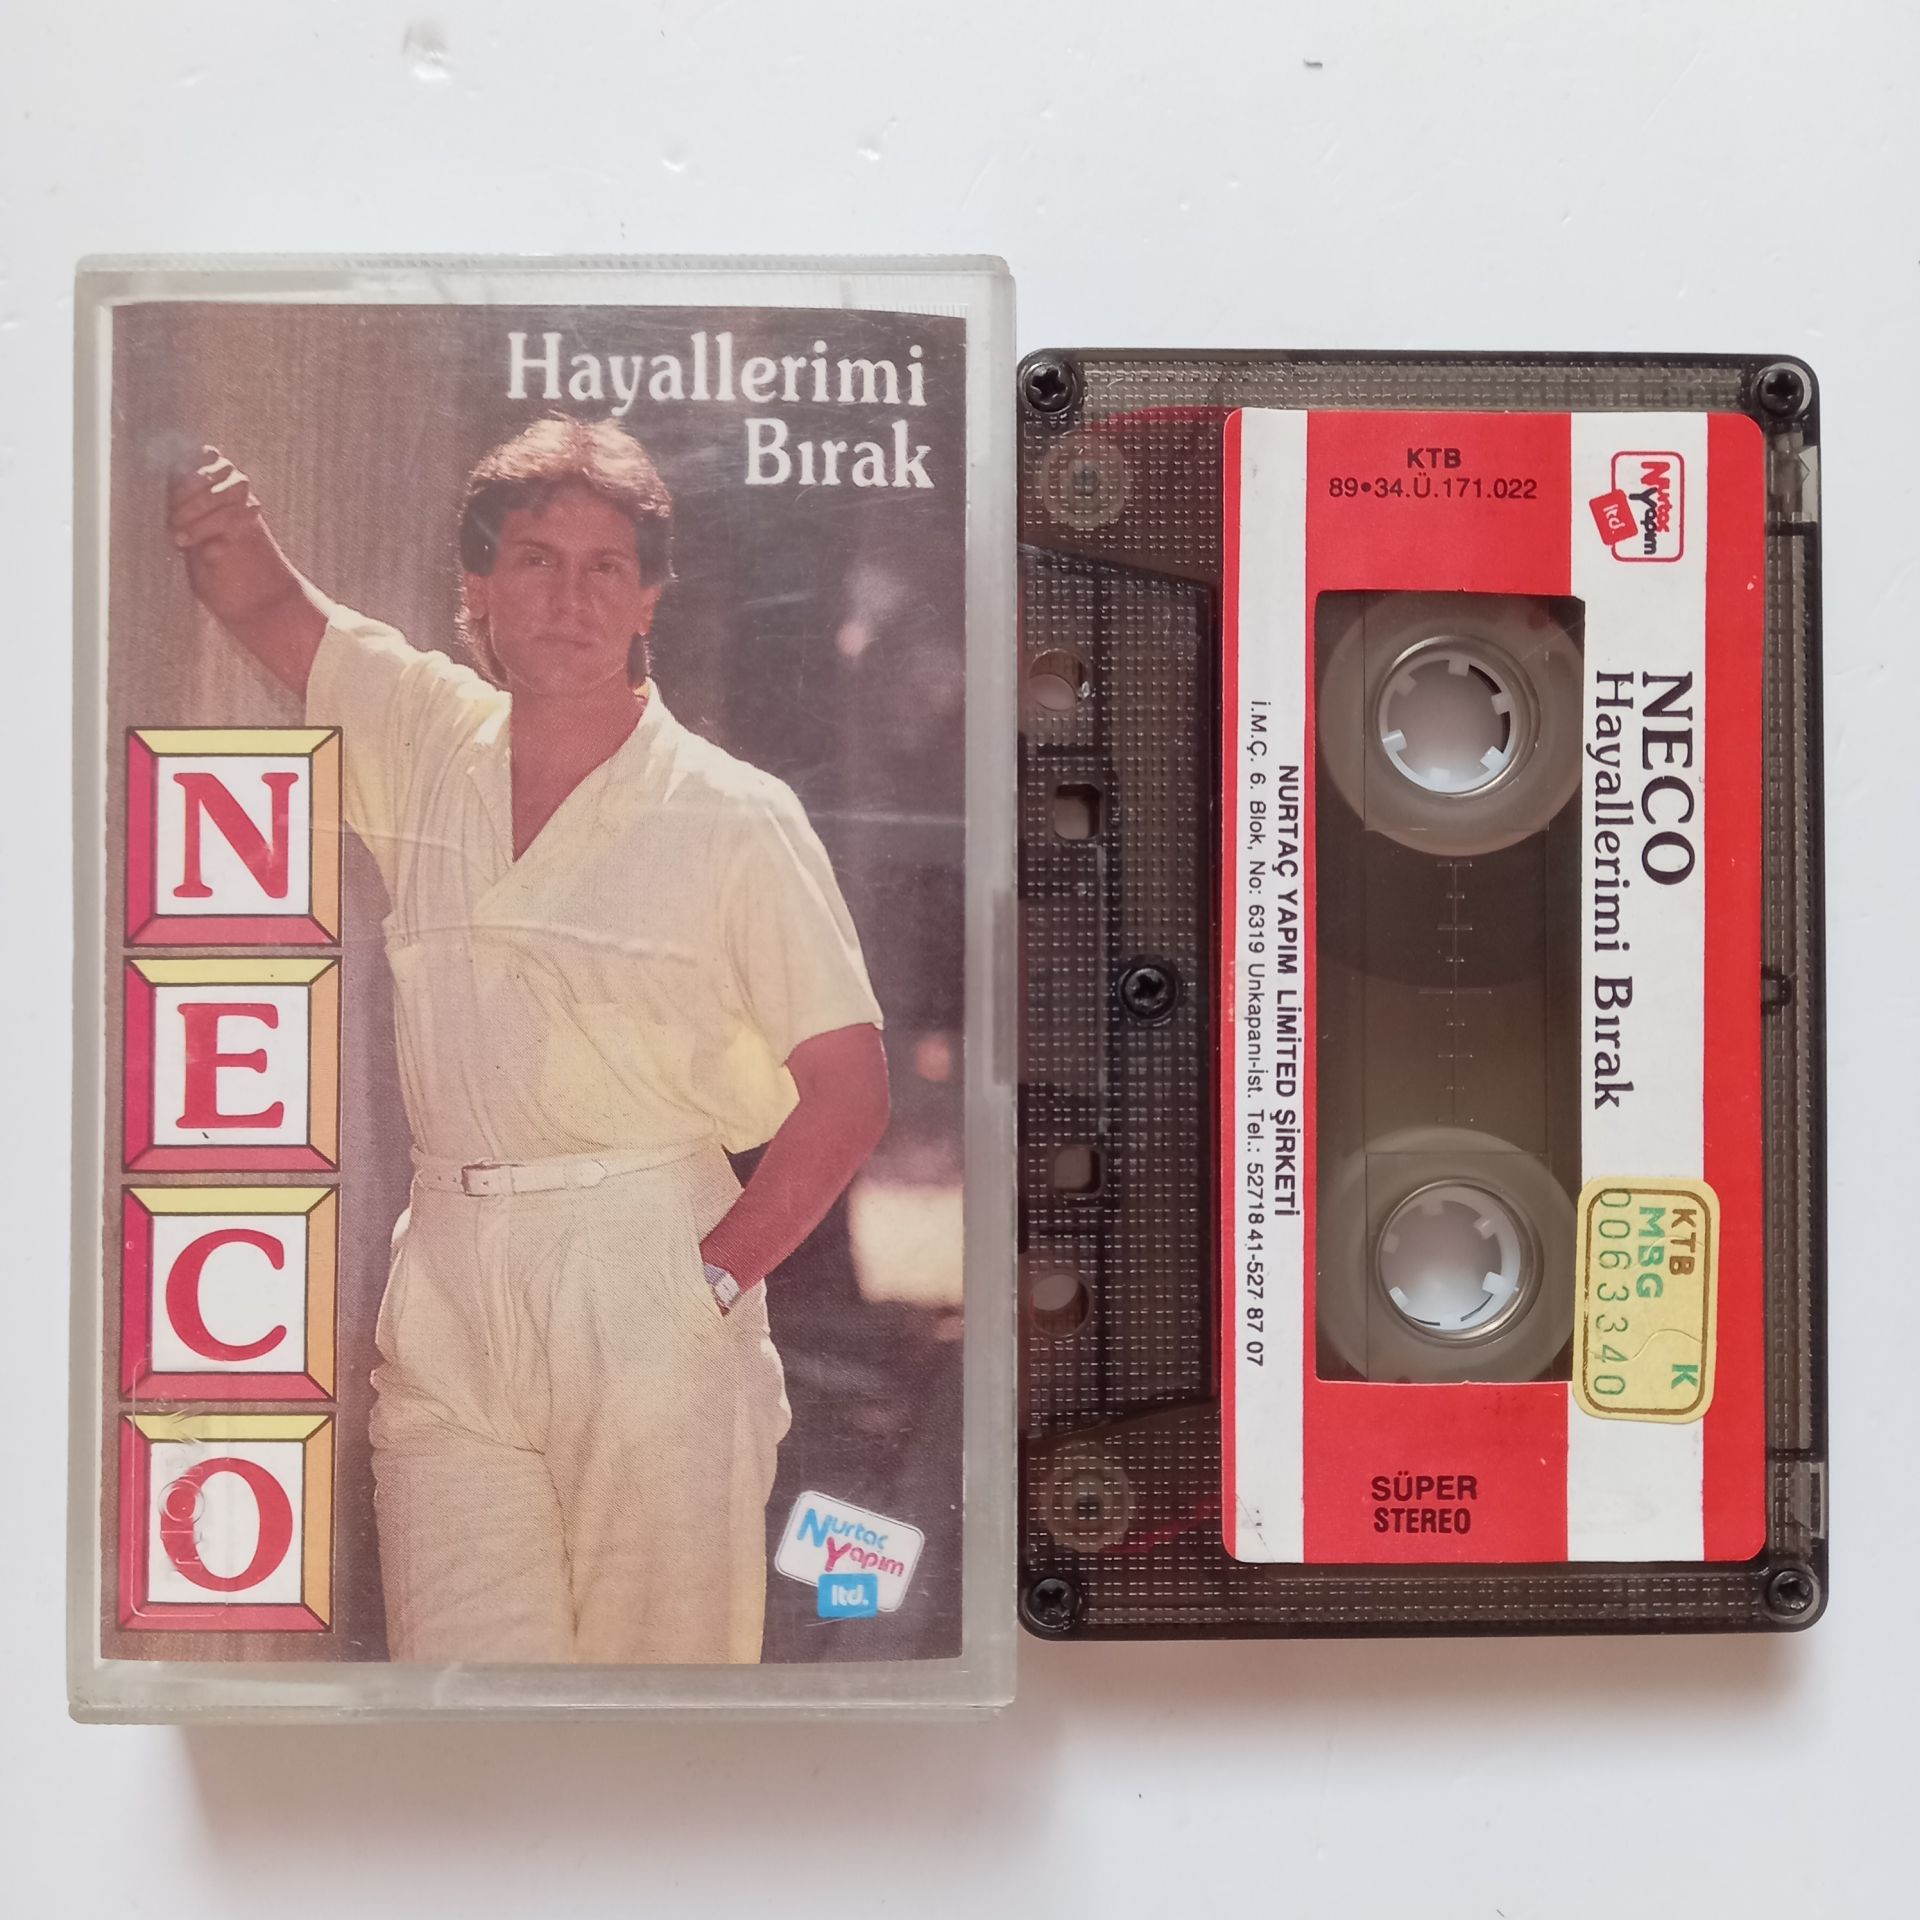 Hayallerimi
Bırak
N
E
C
O
Nurtaç
Yapım
ltd.
KTB
89•34.Ü.171.022
Nurtaç
Yapım
ltd.
NECO
Hayallerimi Bırak
KTB
MBG K
0063340
NURTAÇ YAPIM LİMİTED ŞİRKETİ
İ.M.Ç. 6. Blok, No: 6319 Unkapanı-İst. Tel.: 527 18 41-527 87 07
SÜPER
STEREO